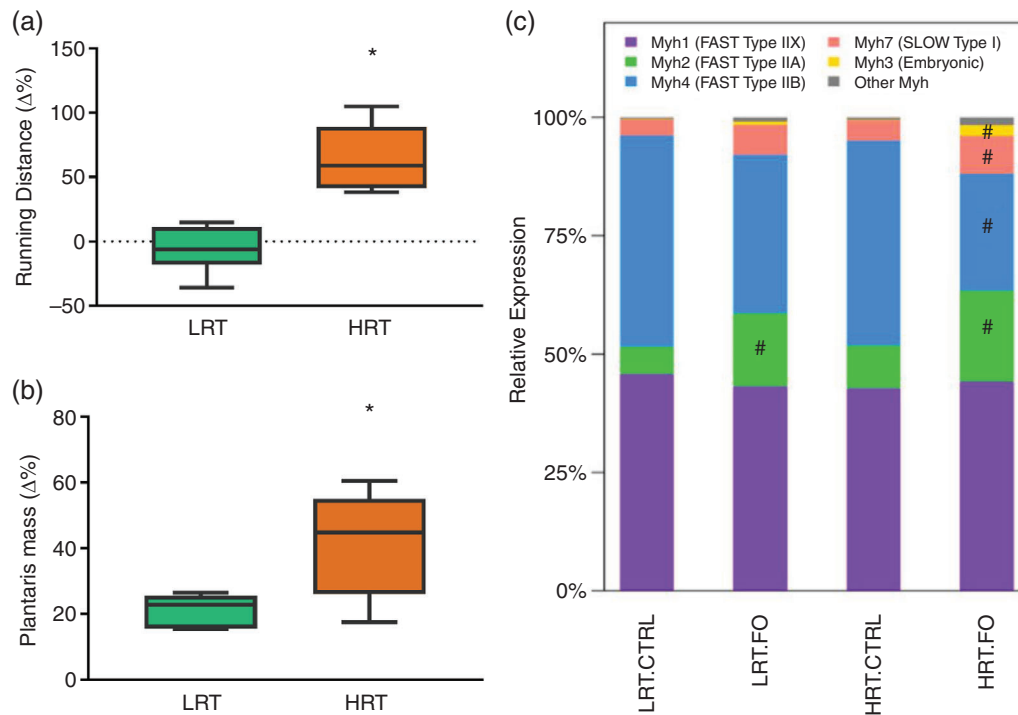 (a)
150
100
50
0
–50
Running Distance (Δ%)
*
LRT
HRT
(b)
80
60
40
20
0
Plantaris mass (Δ%)
*
LRT
HRT
(c)
Myh1 (FAST Type IIX)
Myh2 (FAST Type IIA)
Myh4 (FAST Type IIB)
Myh7 (SLOW Type I)
Myh3 (Embryonic)
Other Myh
100%
75%
50%
25%
0%
Relative Expression
#
#
#
#
#
LRT.CTRL
LRT.FO
HRT.CTRL
HRT.FO